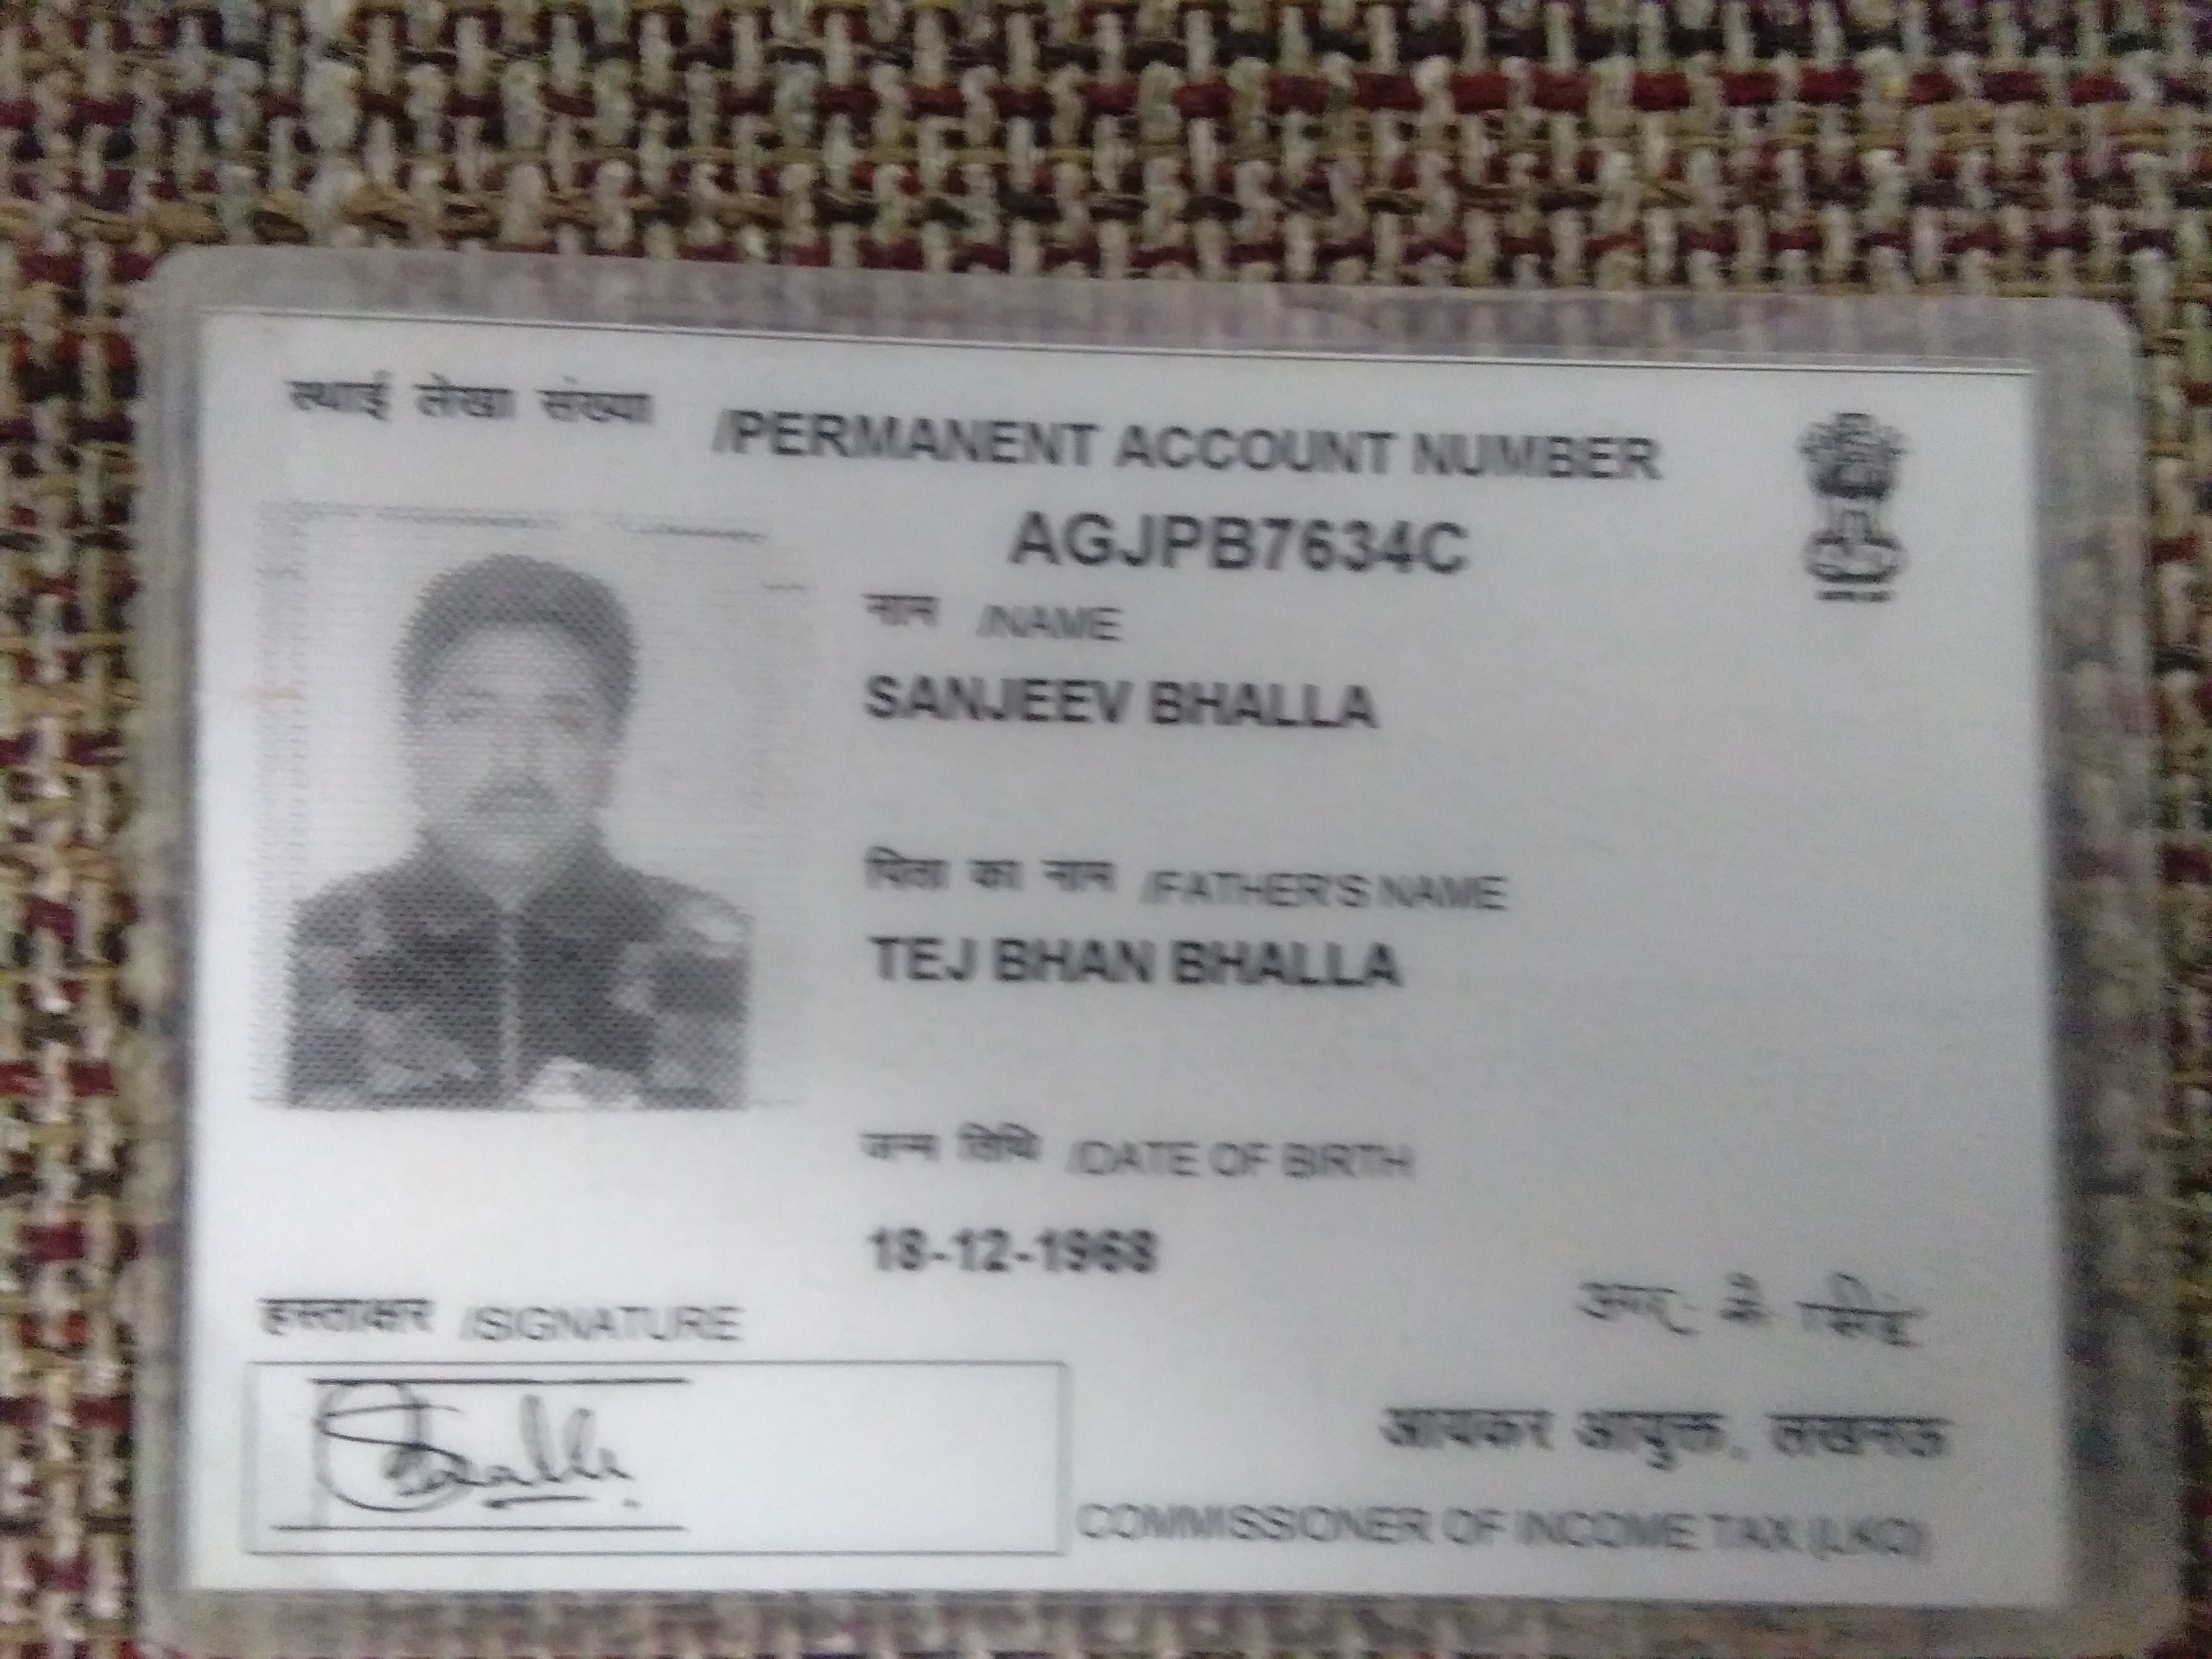 स्थाई लेखा संख्या /PERMANENT ACCOUNT NUMBER
AGJPB7634C
नाम /NAME
SANJEEV BHALLA
पिता का नाम /FATHER'S NAME
TEJ BHAN BHALLA
जन्म तिथि /DATE OF BIRTH
18-12-1968
हस्ताक्षर /SIGNATURE
आर. के. सिंह
आयकर आयुक्त, लखनऊ
COMMISSIONER OF INCOME TAX (LKO)